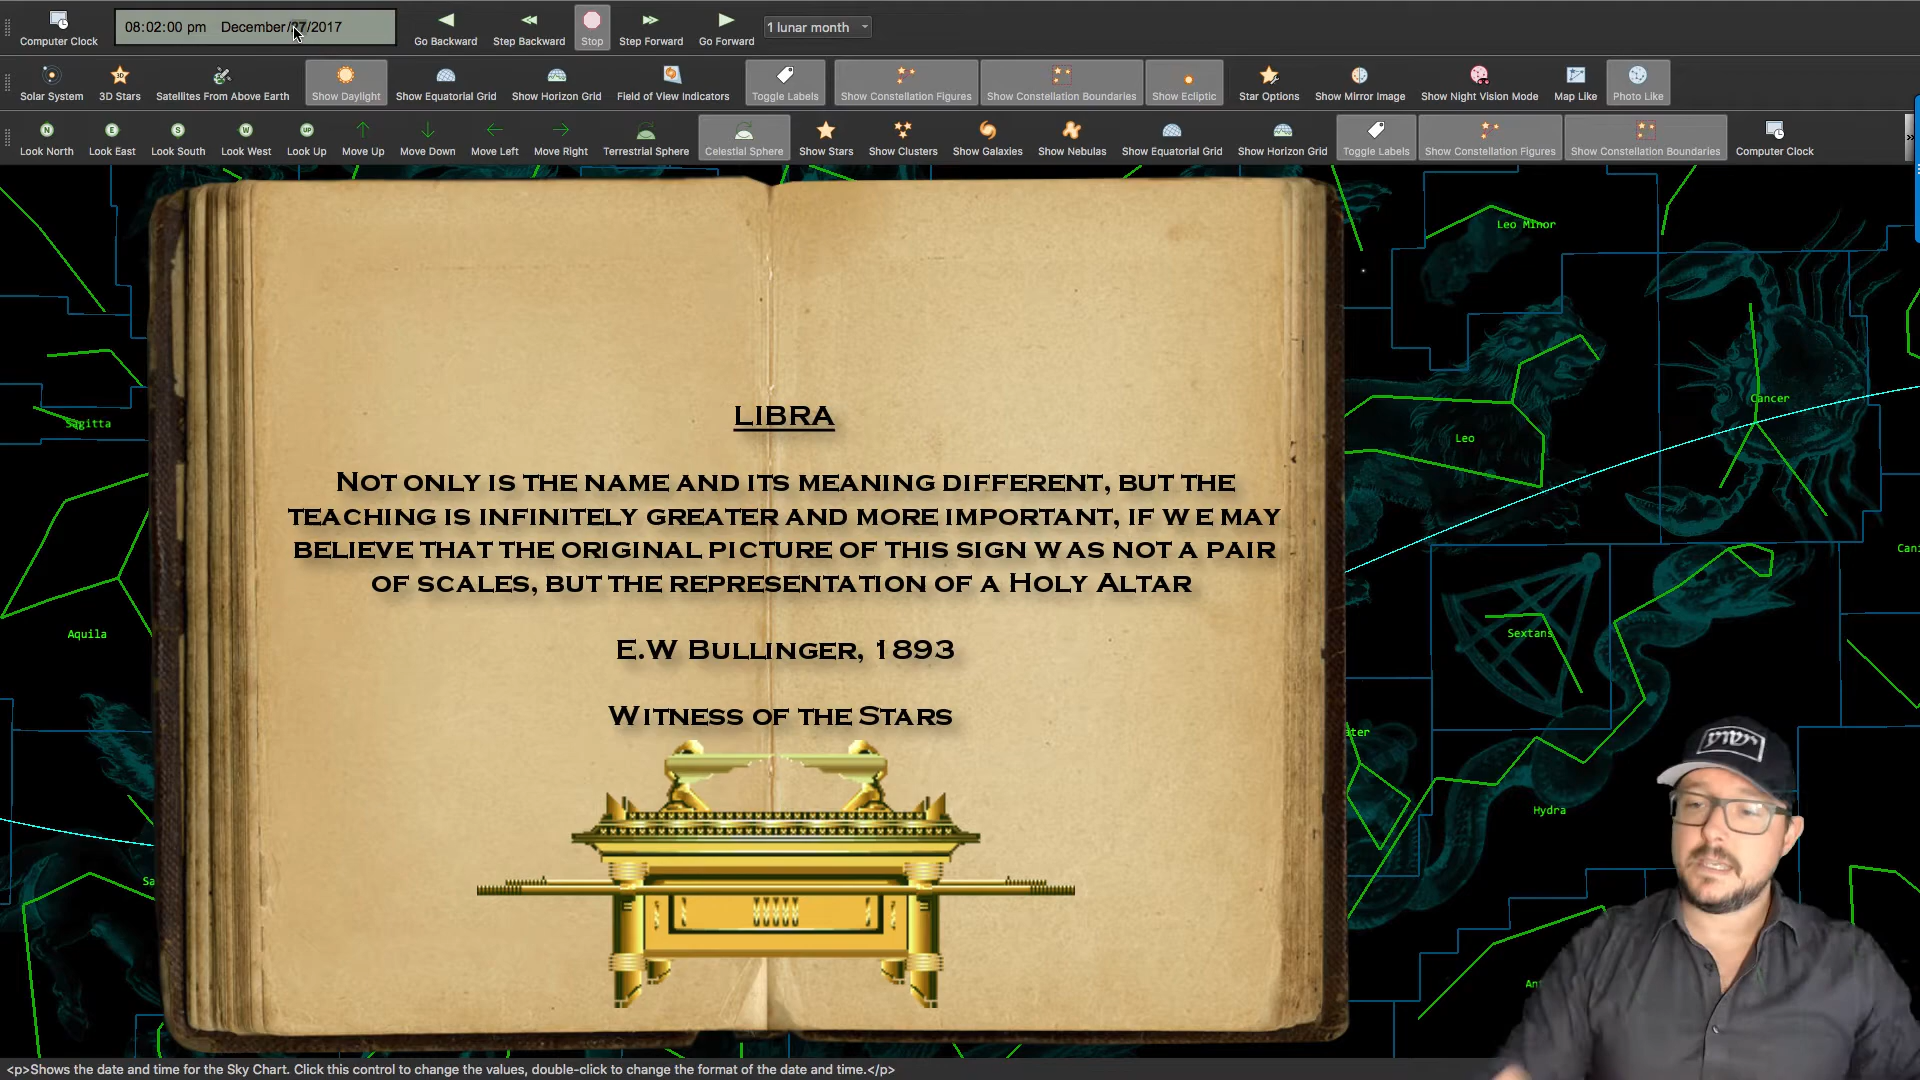 08:02:00 pm December/27/2017
Computer Clock
Go Backward
Step Backward
Stop
Step Forward
Go Forward
1 lunar month
Solar System
3D Stars
Satellites From Above Earth
Show Daylight
Show Equatorial Grid
Show Horizon Grid
Field of View Indicators
Toggle Labels
Show Constellation Figures
Show Constellation Boundaries
Show Ecliptic
Star Options
Show Mirror Image
Show Night Vision Mode
Map Like
Photo Like
Look North
Look East
Look South
Look West
Look Up
Move Up
Move Down
Move Left
Move Right
Terrestrial Sphere
Celestial Sphere
Show Stars
Show Clusters
Show Galaxies
Show Nebulas
Show Equatorial Grid
Show Horizon Grid
Toggle Labels
Show Constellation Figures
Show Constellation Boundaries
Computer Clock
Leo Minor
Cancer
Leo
Sagitta
Aquila
Sextans
Hydra
LIBRA
NOT ONLY IS THE NAME AND ITS MEANING DIFFERENT, BUT THE
TEACHING IS INFINITELY GREATER AND MORE IMPORTANT, IF WE MAY
BELIEVE THAT THE ORIGINAL PICTURE OF THIS SIGN WAS NOT A PAIR
OF SCALES, BUT THE REPRESENTATION OF A HOLY ALTAR
E.W BULLINGER, 1893
WITNESS OF THE STARS
ישוע
<p>Shows the date and time for the Sky Chart. Click this control to change the values, double-click to change the format of the date and time.</p>